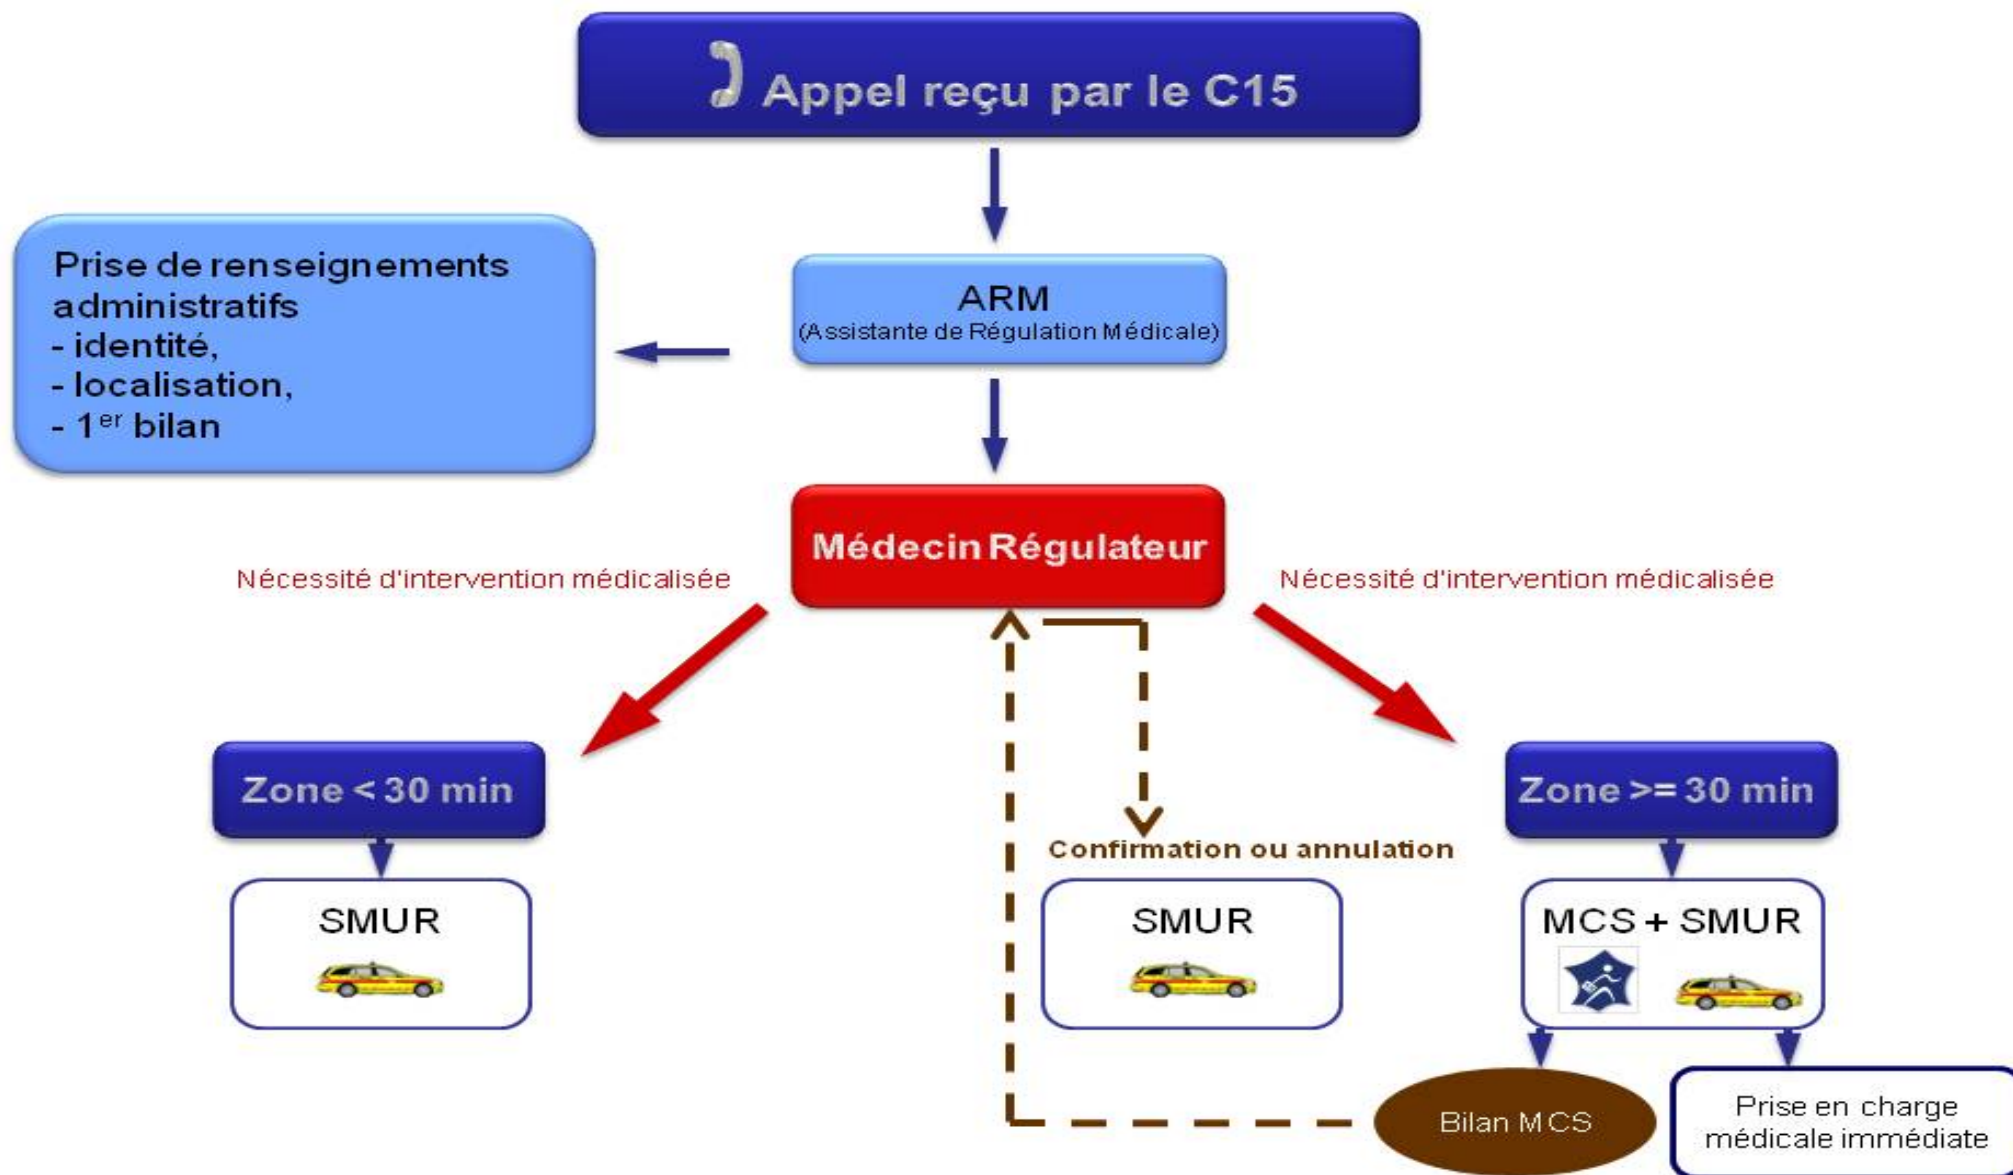 Appel reçu par le C15
Prise de renseignements
administratifs
- identité,
- localisation,
- 1er bilan
ARM
(Assistante de Régulation Médicale)
Médecin Régulateur
Nécessité d'intervention médicalisée
Nécessité d'intervention médicalisée
Zone < 30 min
Zone >= 30 min
Confirmation ou annulation
SMUR
SMUR
MCS + SMUR
Bilan MCS
Prise en charge
médicale immédiate